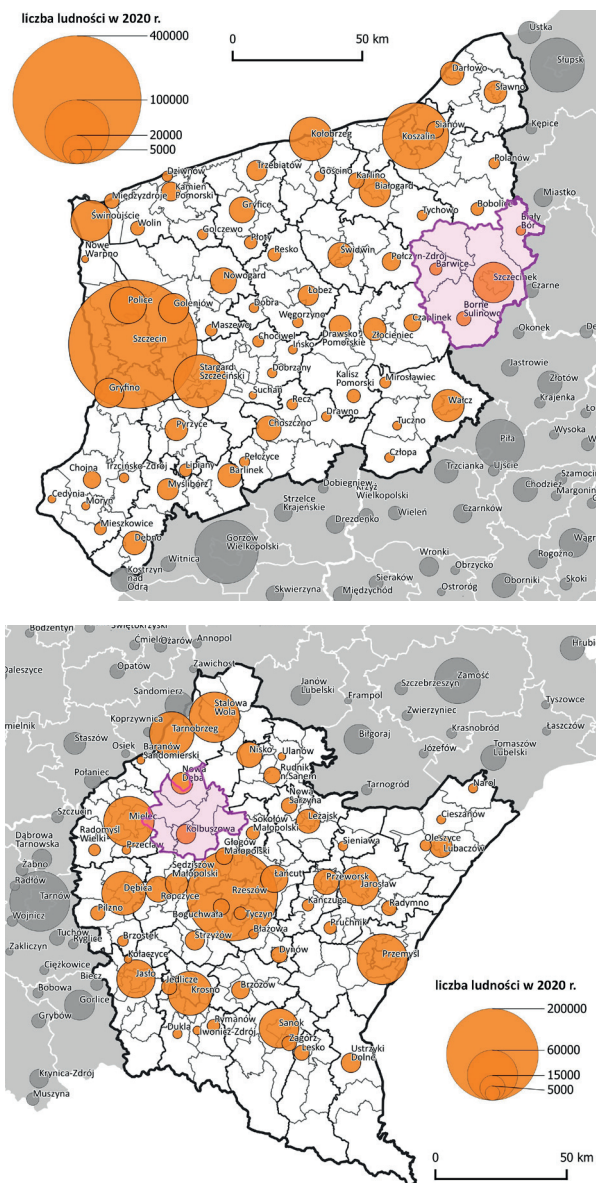 liczba ludności w 2020 r.
400000
100000
20000
5000
0
50 km
Ustka
Słupsk
Darłowo
Sławno
Kępice
Sianów
Koszalin
Kołobrzeg
Polanów
Miastko
Trzebiatów
Gościno
Karlino
Białogard
Dziwnów
Kamień
Pomorski
Międzyzdroje
Świnoujście
Wolin
Gryfice
Tychowo
Bobolice
Biały
Bór
Golczewo
Płoty
Resko
Świdwin
Połczyn-Zdrój
Barwice
Szczecinek
Czarne
Nowe
Warpno
Nowogard
Łobez
Borne
Sulinowo
Police
Goleniów
Dobra
Węgorzyno
Czaplinek
Okonek
Drawsko
Pomorskie
Złocieniec
Szczecin
Maszewo
Chociwel
Ińsko
Jastrowie
Stargard
Szczeciński
Dobrzany
Kalisz
Pomorski
Mirosławiec
Złotów
Gryfino
Suchań
Recz
Drawno
Wałcz
Krajenka
Pyrzyce
Choszczno
Tuczno
Wysoka
Piła
Człopa
Pełczyce
Lipiany
Barlinek
Chojna
Trzcińsko-Zdrój
Myślibórz
Trzcianka
Ujście
Chodzież
Szamocin
Margonin
Cedynia
Moryń
Mieszkowice
Dębno
Dobiegniew
Krzyż
Wielkopolski
Strzelce
Krajeńskie
Drezdenko
Wieleń
Czarnków
Gorzów
Wielkopolski
Witnica
Kostrzyn
nad
Odrą
Skwierzyna
Międzychód
Sieraków
Wronki
Obrzycko
Ostroróg
Oborniki
Rogoźno
Skoki
Bodzentyn
Świętokrzyski
Ćmielów
Ożarów
Annopol
Zawichost
Daleszyce
Opatów
Sandomierz
Janów
Lubelski
Frampol
Szczebrzeszyn
Zamość
Tyszowce
Zwierzyniec
Krasnobród
Łaszczów
Józefów
Tomaszów
Lubelski
Biłgoraj
Tarnogród
Koprzywnica
Staszów
Osiek
Połaniec
Stalowa
Wola
Tarnobrzeg
Baranów
Sandomierski
Nisko
Ulanów
Rudnik
n.Sanem
Nowa
Dęba
Nowa
Sarzyna
Narol
Cieszanów
Szczucin
Mielec
Kolbuszowa
Sokołów
Małopolski
Leżajsk
Dąbrowa
Tarnowska
Radomyśl
Wielki
Przecław
Głogów
Małopolski
Sieniawa
Oleszyce
Lubaczów
Żabno
Radłów
Tarnów
Wojnicz
Sędziszów
Małopolski
Dębica
Ropczyce
Rzeszów
Łańcut
Przeworsk
Jarosław
Radymno
Kańczuga
Pruchnik
Pilzno
Boguchwała
Tyczyn
Błażowa
Zakliczyn
Tuchów
Ryglice
Brzostek
Strzyżów
Dynów
Przemyśl
Ciężkowice
Biecz
Kołaczyce
Jasło
Jedlicze
Krosno
Brzozów
Bobowa
Gorlice
Grybów
Dukla
Rymanów
Iwonicz-Zdrój
Sanok
Zagórz
Lesko
Ustrzyki
Dolne
Krynica-Zdrój
Muszyna
liczba ludności w 2020 r.
200000
60000
15000
5000
0
50 km